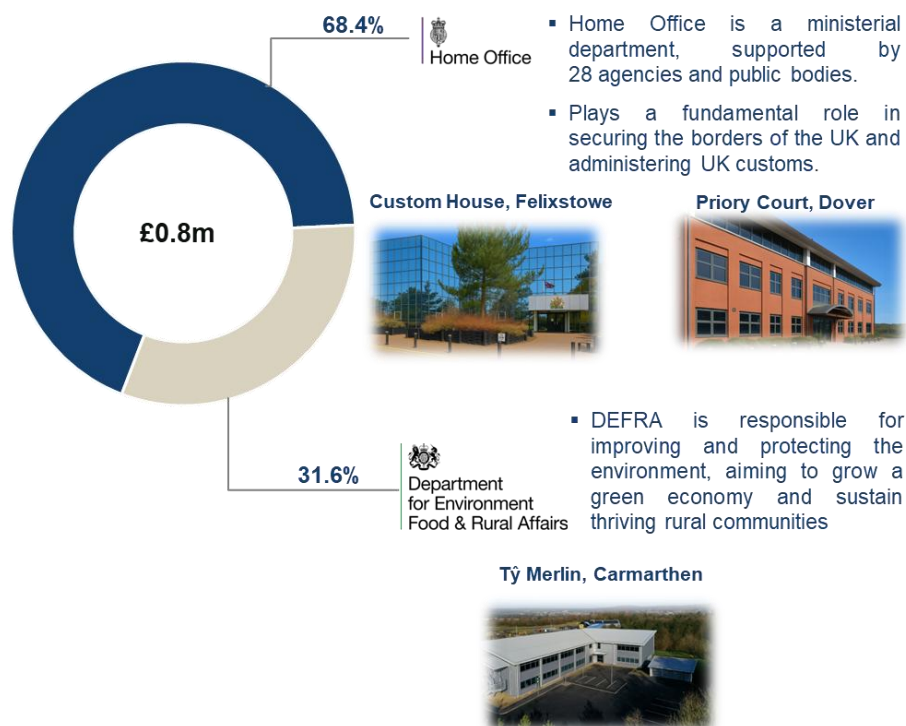 68.4%
Home Office
▪ Home Office is a ministerial
department, supported by
28 agencies and public bodies.
▪ Plays a fundamental role in
securing the borders of the UK and
administering UK customs.
£0.8m
Custom House, Felixstowe
Priory Court, Dover
31.6%
Department
for Environment
Food & Rural Affairs
▪ DEFRA is responsible for
improving and protecting the
environment, aiming to grow a
green economy and sustain
thriving rural communities
Tŷ Merlin, Carmarthen